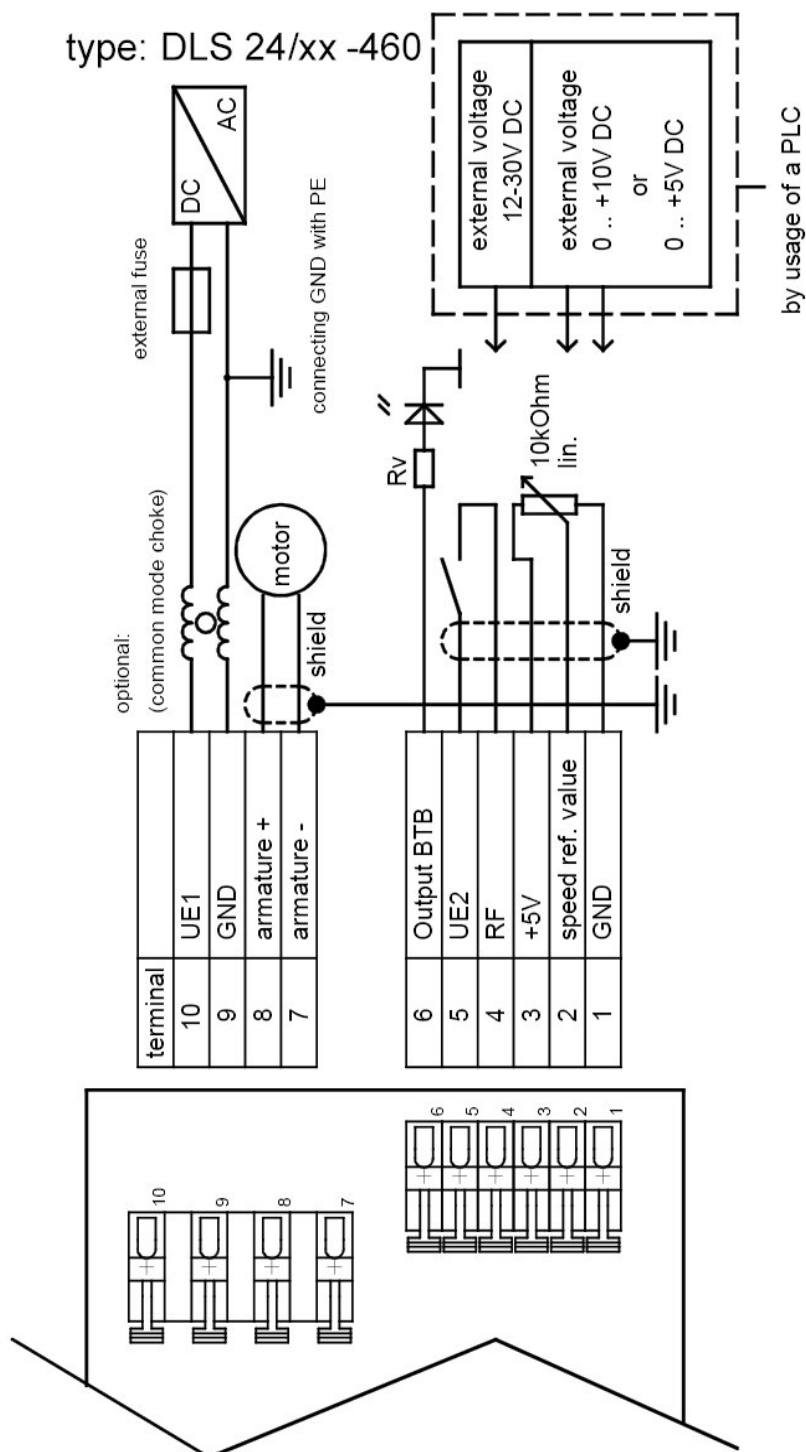 type: DLS 24/xx -460
AC
DC
external fuse
connecting GND with PE
optional:
(common mode choke)
motor
shield
external voltage
12-30V DC
external voltage
0 .. +10V DC
or
0 .. +5V DC
by usage of a PLC
Rv
10kOhm
lin.
shield
terminal
10 UE1
9 GND
8 armature +
7 armature -
6 Output BTB
5 UE2
4 RF
3 +5V
2 speed ref. value
1 GND
10
9
8
7
6
5
4
3
2
1